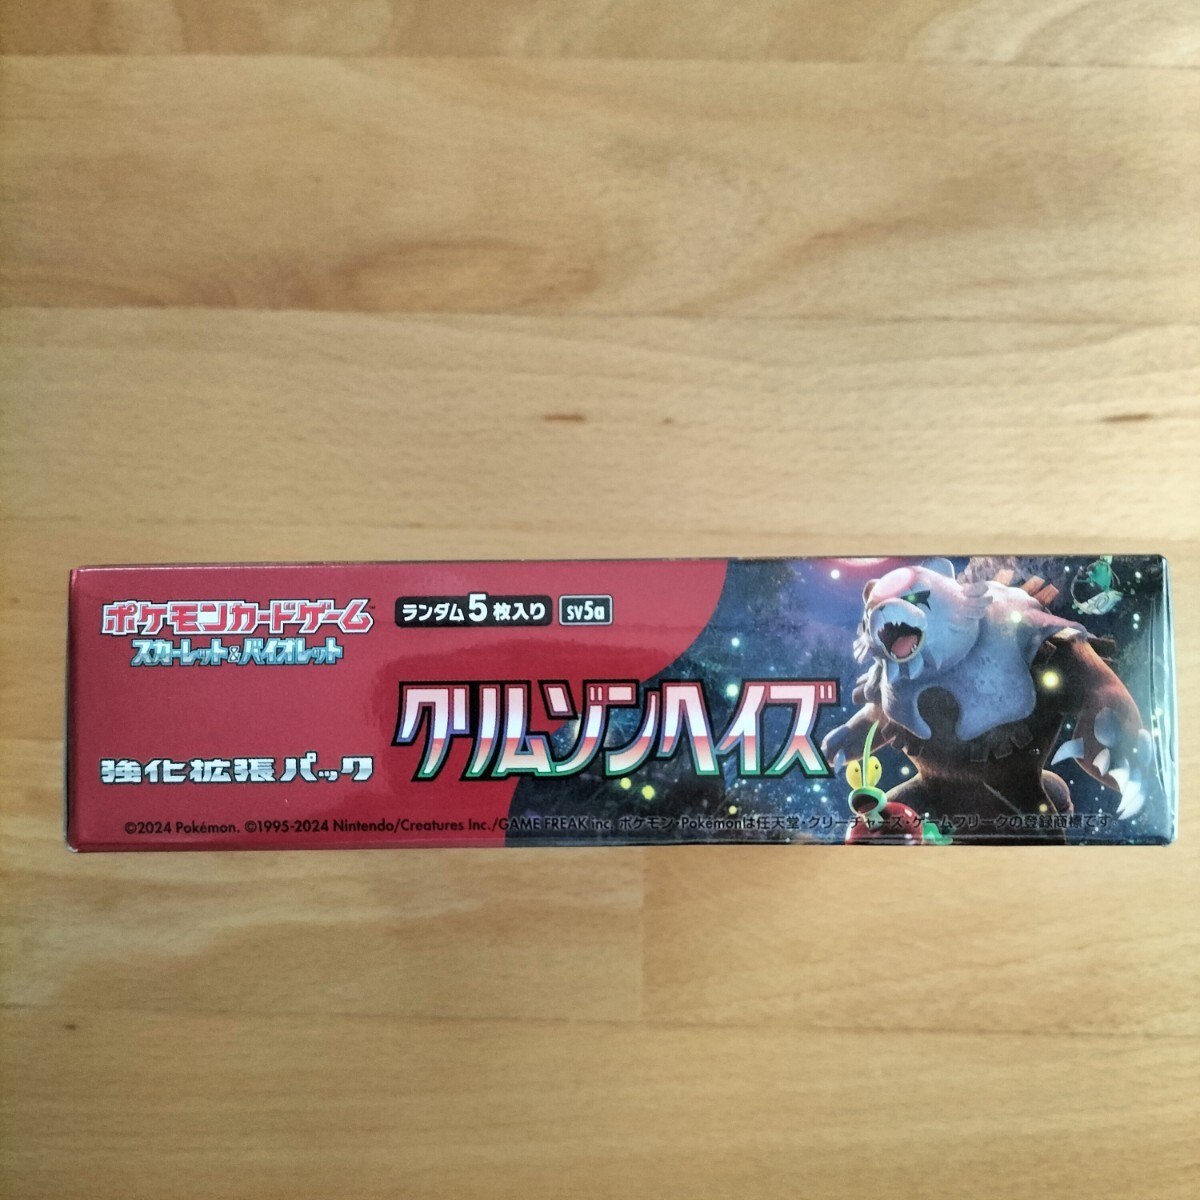 ポケモンカードゲーム™
スカーレット&バイオレット
ランダム5枚入り sv5a
クリムゾンヘイズ
強化拡張パック
©2024 Pokémon. ©1995-2024 Nintendo/Creatures Inc./GAME FREAK inc. ポケモン・Pokémonは任天堂・クリーチャーズ・ゲームフリークの登録商標です。